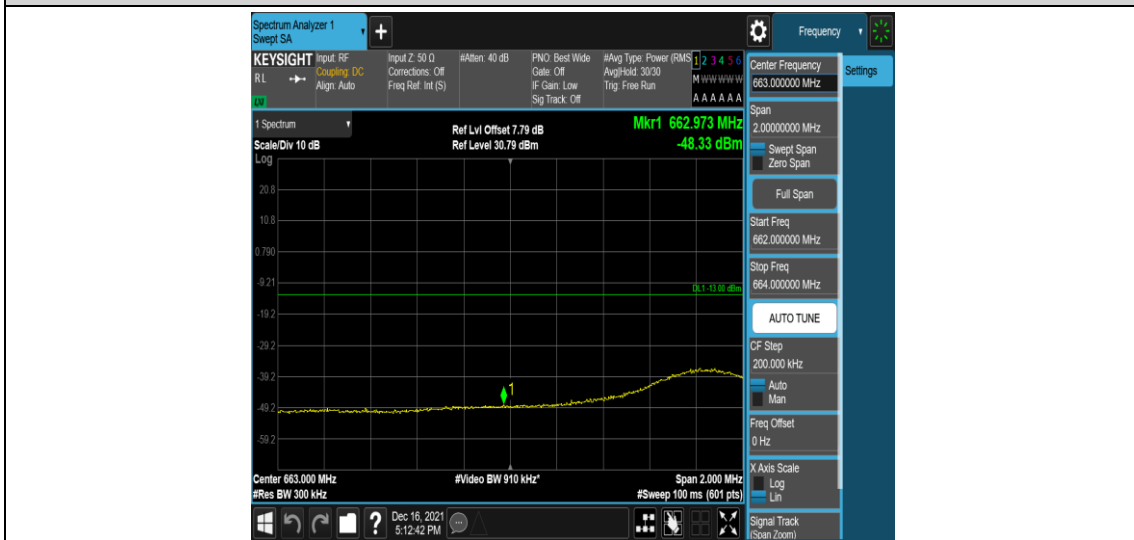 Spectrum Analyzer 1
Swept SA
+
Frequency
KEYSIGHT
RL
LXI
Input: RF
Coupling: DC
Align: Auto
Input Z: 50 Ω
Corrections: Off
Freq Ref: Int (S)
#Atten: 40 dB
PNO: Best Wide
Gate: Off
IF Gain: Low
Sig Track: Off
#Avg Type: Power (RMS
Avg|Hold: 30/30
Trig: Free Run
1 2 3 4 5 6
M W W W W W
A A A A A A
1 Spectrum
Scale/Div 10 dB
Log
Ref Lvl Offset 7.79 dB
Ref Level 30.79 dBm
Mkr1 662.973 MHz
-48.33 dBm
20.8
10.8
0.790
-9.21
DL1 -13.00 dBm
-19.2
-29.2
-39.2
1
-49.2
-59.2
Center 663.000 MHz
#Res BW 300 kHz
#Video BW 910 kHz*
Span 2.000 MHz
#Sweep 100 ms (601 pts)
?
Dec 16, 2021
5:12:42 PM
Center Frequency
663.000000 MHz
Settings
Span
2.00000000 MHz
Swept Span
Zero Span
Full Span
Start Freq
662.000000 MHz
Stop Freq
664.000000 MHz
AUTO TUNE
CF Step
200.000 kHz
Auto
Man
Freq Offset
0 Hz
X Axis Scale
Log
Lin
Signal Track
(Span Zoom)